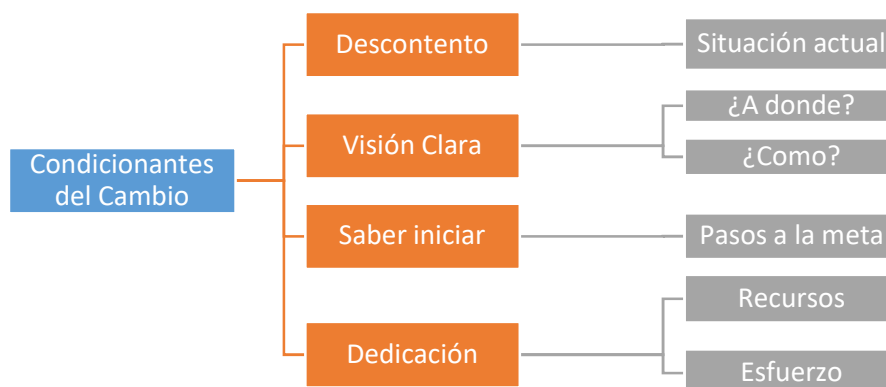 Condicionantes
del Cambio
Descontento
Situación actual
Visión Clara
¿A donde?
¿Como?
Saber iniciar
Pasos a la meta
Dedicación
Recursos
Esfuerzo